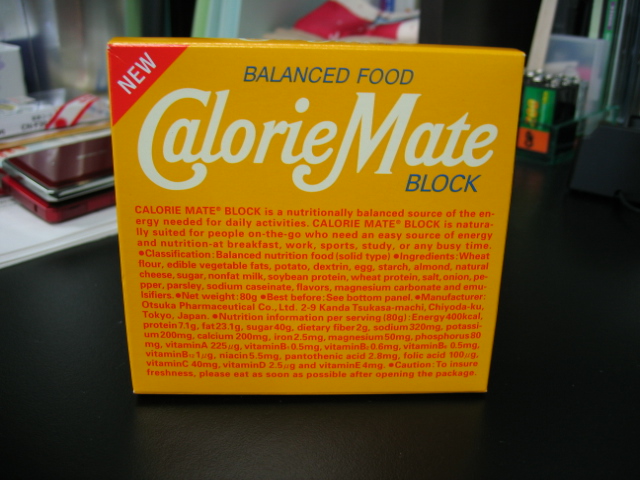 NEW
BALANCED FOOD
CalorieMate
BLOCK
CALORIE MATE® BLOCK is a nutritionally balanced source of the en-
ergy needed for daily activities. CALORIE MATE® BLOCK is natura-
lly suited for people on-the-go who need an easy source of energy
and nutrition-at breakfast, work, sports, study, or any busy time.
●Classification: Balanced nutrition food (solid type) ●Ingredients: Wheat
flour, edible vegetable fats, potato, dextrin, egg, starch, almond, natural
cheese, sugar, nonfat milk, soybean protein, wheat protein, salt, onion, pe-
pper, parsley, sodium caseinate, flavors, magnesium carbonate and emu-
lsifiers. ●Net weight: 80g ●Best before: See bottom panel. ●Manufacturer:
Otsuka Pharmaceutical Co., Ltd. 2-9 Kanda Tsukasa-machi, Chiyoda-ku,
Tokyo, Japan. ●Nutrition information per serving (80g): Energy 400kcal,
protein 7.1g, fat 23.1g, sugar 40g, dietary fiber 2g, sodium 320mg, potassi-
um 200mg, calcium 200mg, iron 2.5mg, magnesium 50mg, phosphorus 80
mg, vitaminA 225μg, vitaminB₁ 0.5mg, vitaminB₂ 0.6mg, vitaminB₆ 0.5mg,
vitaminB₁₂ 1μg, niacin 5.5mg, pantothenic acid 2.8mg, folic acid 100μg,
vitaminC 40mg, vitaminD 2.5μg and vitaminE 4mg. ●Caution: To insure
freshness, please eat as soon as possible after opening the package.